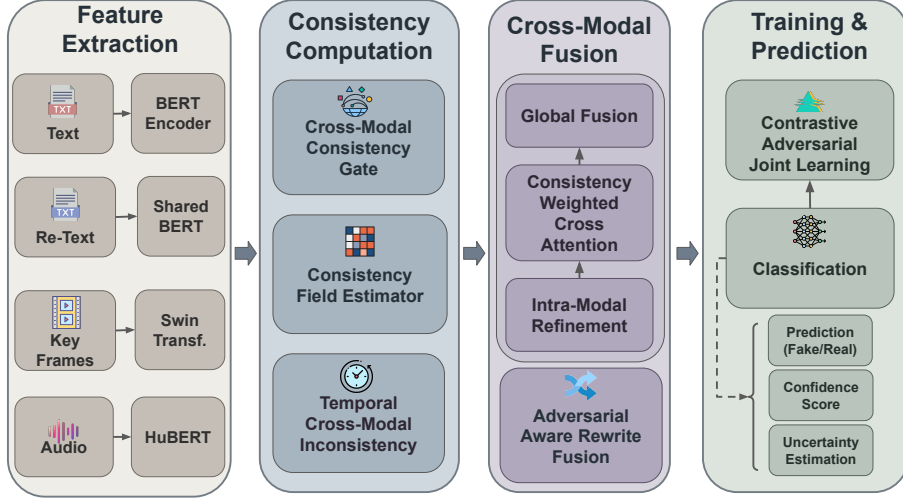 Feature
Extraction
TXT
Text
BERT
Encoder
TXT
Re-Text
Shared
BERT
Key
Frames
Swin
Transf.
Audio
HuBERT
Consistency
Computation
Cross-Modal
Consistency
Gate
Consistency
Field Estimator
Temporal
Cross-Modal
Inconsistency
Cross-Modal
Fusion
Global Fusion
Consistency
Weighted
Cross
Attention
Intra-Modal
Refinement
Adversarial
Aware Rewrite
Fusion
Training &
Prediction
Contrastive
Adversarial
Joint Learning
Classification
Prediction
(Fake/Real)
Confidence
Score
Uncertainty
Estimation